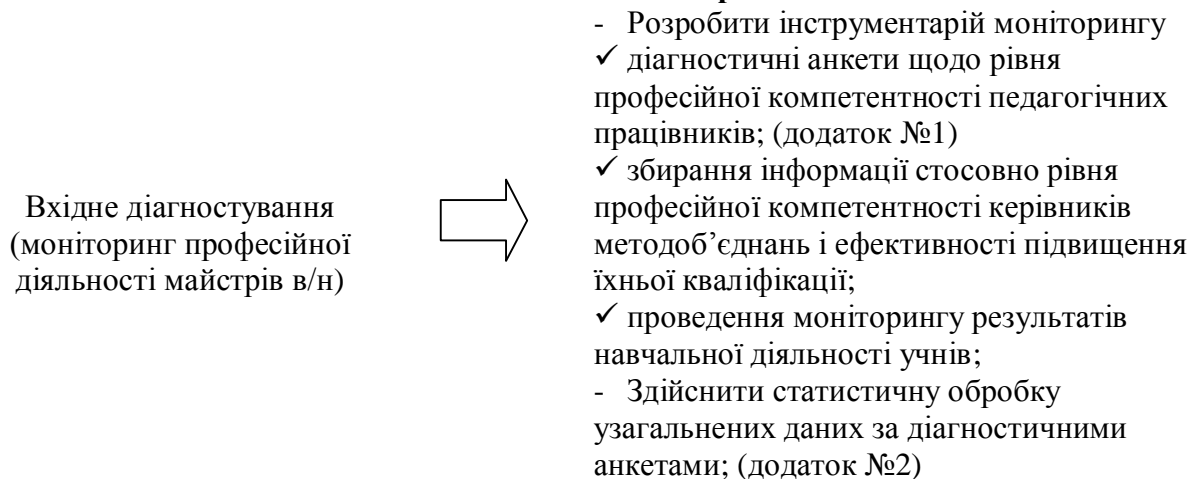 Вхідне діагностування
(моніторинг професійної
діяльності майстрів в/н)
- Розробити інструментарій моніторингу
✓ діагностичні анкети щодо рівня
професійної компетентності педагогічних
працівників; (додаток №1)
✓ збирання інформації стосовно рівня
професійної компетентності керівників
методоб’єднань і ефективності підвищення
їхньої кваліфікації;
✓ проведення моніторингу результатів
навчальної діяльності учнів;
- Здійснити статистичну обробку
узагальнених даних за діагностичними
анкетами; (додаток №2)